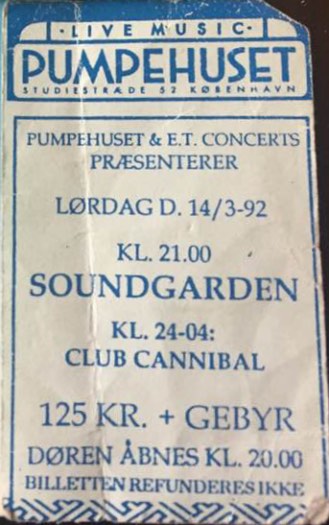 · LIVE MUSIC ·
PUMPEHUSET
STUDIESTRÆDE 52 KØBENHAVN
PUMPEHUSET & E.T. CONCERTS
PRÆSENTERER
LØRDAG D. 14/3-92
KL. 21.00
SOUNDGARDEN
KL. 24-04:
CLUB CANNIBAL
125 KR. + GEBYR
DØREN ÅBNES KL. 20.00
BILLETTEN REFUNDERES IKKE